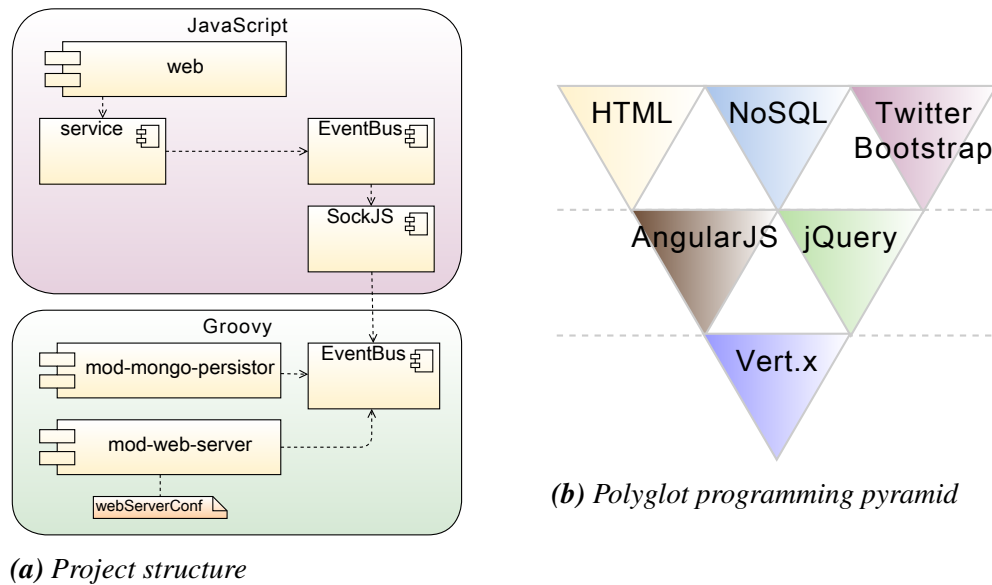 JavaScript
web
service
EventBus
SockJS
Groovy
mod-mongo-persistor
EventBus
mod-web-server
webServerConf
(a) Project structure
HTML
NoSQL
Twitter
Bootstrap
AngularJS
jQuery
Vert.x
(b) Polyglot programming pyramid